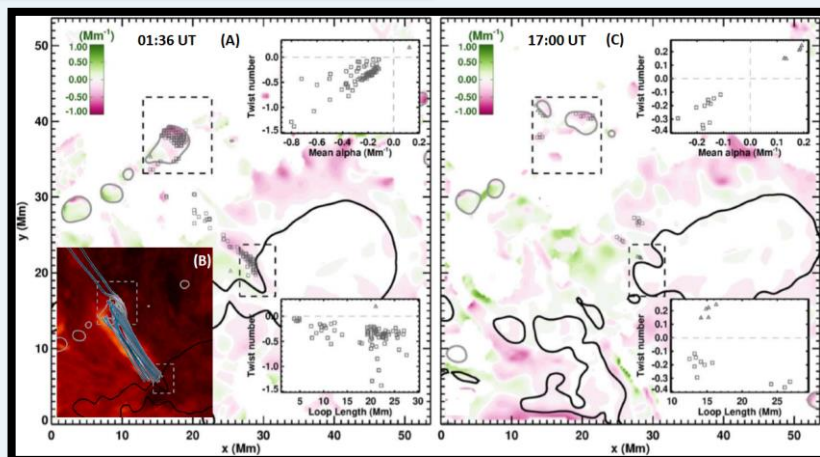 01:36 UT (A)
(Mm⁻¹)
1.00
0.50
0.00
-0.50
-1.00
Twist number
0.0
-0.5
-1.0
-1.5
-0.8 -0.6 -0.4 -0.2 0.0 0.2
Mean alpha (Mm⁻¹)
(B)
Twist number
0.0
-0.5
-1.0
-1.5
5 10 15 20 25 30
Loop Length (Mm)
y (Mm)
50
40
30
20
10
0
0 10 20 30 40 50
x (Mm)
17:00 UT (C)
(Mm⁻¹)
1.00
0.50
0.00
-0.50
-1.00
Twist number
0.2
0.1
0.0
-0.1
-0.2
-0.3
-0.4
-0.2 -0.1 0.0 0.1 0.2
Mean alpha (Mm⁻¹)
Twist number
0.2
0.1
0.0
-0.1
-0.2
-0.3
-0.4
10 15 20 25
Loop Length (Mm)
0 10 20 30 40 50
x (Mm)